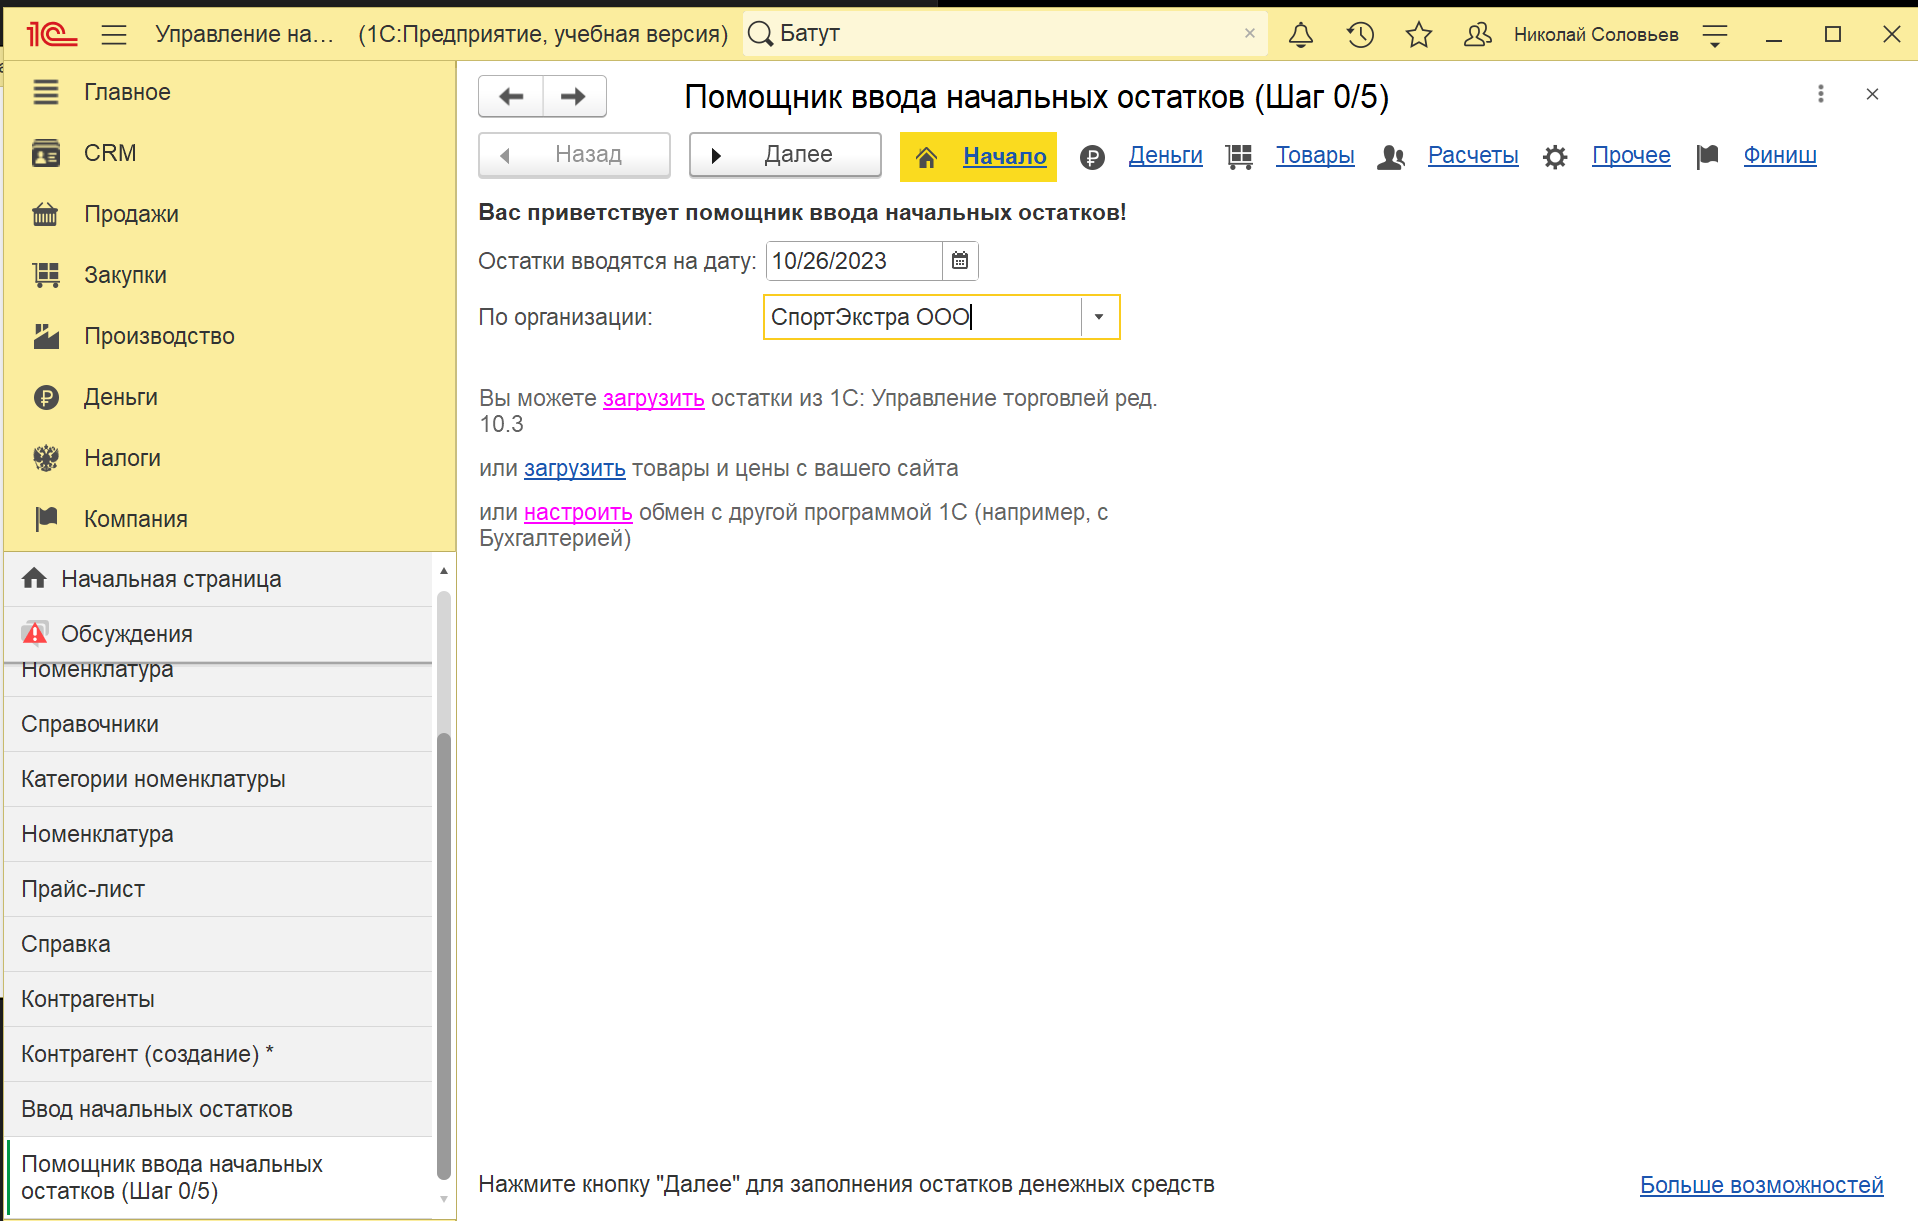 1С Управление на... (1С:Предприятие, учебная версия) Батут Николай Соловьев
Главное
CRM
Продажи
Закупки
Производство
Деньги
Налоги
Компания
Начальная страница
Обсуждения
Номенклатура
Справочники
Категории номенклатуры
Номенклатура
Прайс-лист
Справка
Контрагенты
Контрагент (создание) *
Ввод начальных остатков
Помощник ввода начальных
остатков (Шаг 0/5)
Помощник ввода начальных остатков (Шаг 0/5)
Назад Далее Начало Деньги Товары Расчеты Прочее Финиш
Вас приветствует помощник ввода начальных остатков!
Остатки вводятся на дату: 10/26/2023
По организации: СпортЭкстра ООО
Вы можете загрузить остатки из 1С: Управление торговлей ред.
10.3
или загрузить товары и цены с вашего сайта
или настроить обмен с другой программой 1С (например, с
Бухгалтерией)
Нажмите кнопку "Далее" для заполнения остатков денежных средств
Больше возможностей